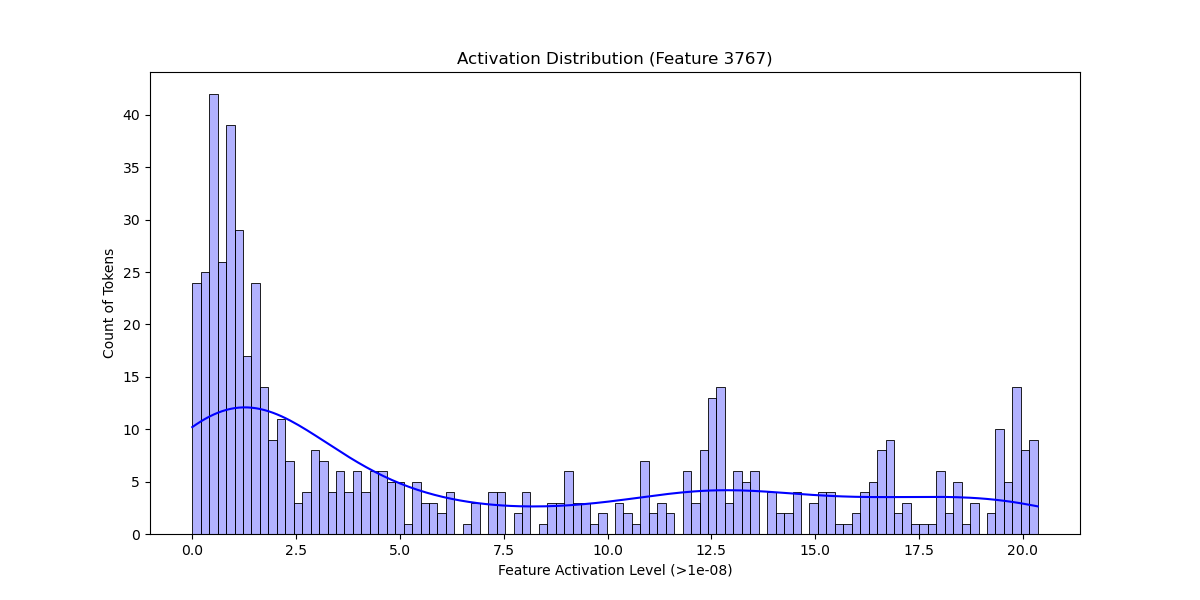 Activation Distribution (Feature 3767)
Count of Tokens
40
35
30
25
20
15
10
5
0
0.0 2.5 5.0 7.5 10.0 12.5 15.0 17.5 20.0
Feature Activation Level (>1e-08)